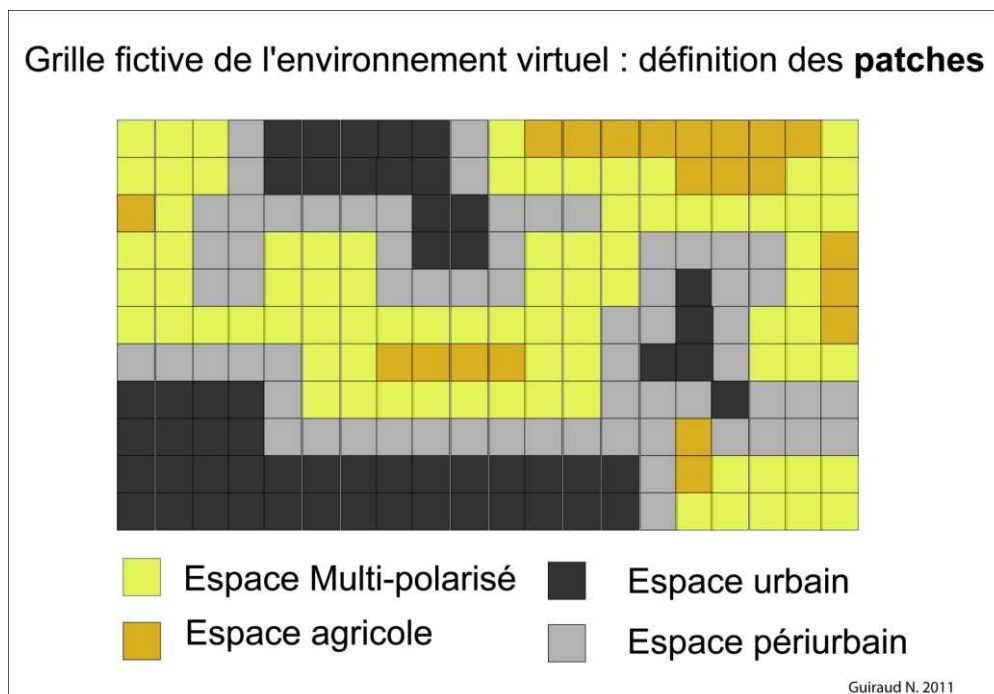 Grille fictive de l'environnement virtuel : définition des patches
Espace Multi-polarisé
Espace urbain
Espace agricole
Espace périurbain
Guiraud N. 2011